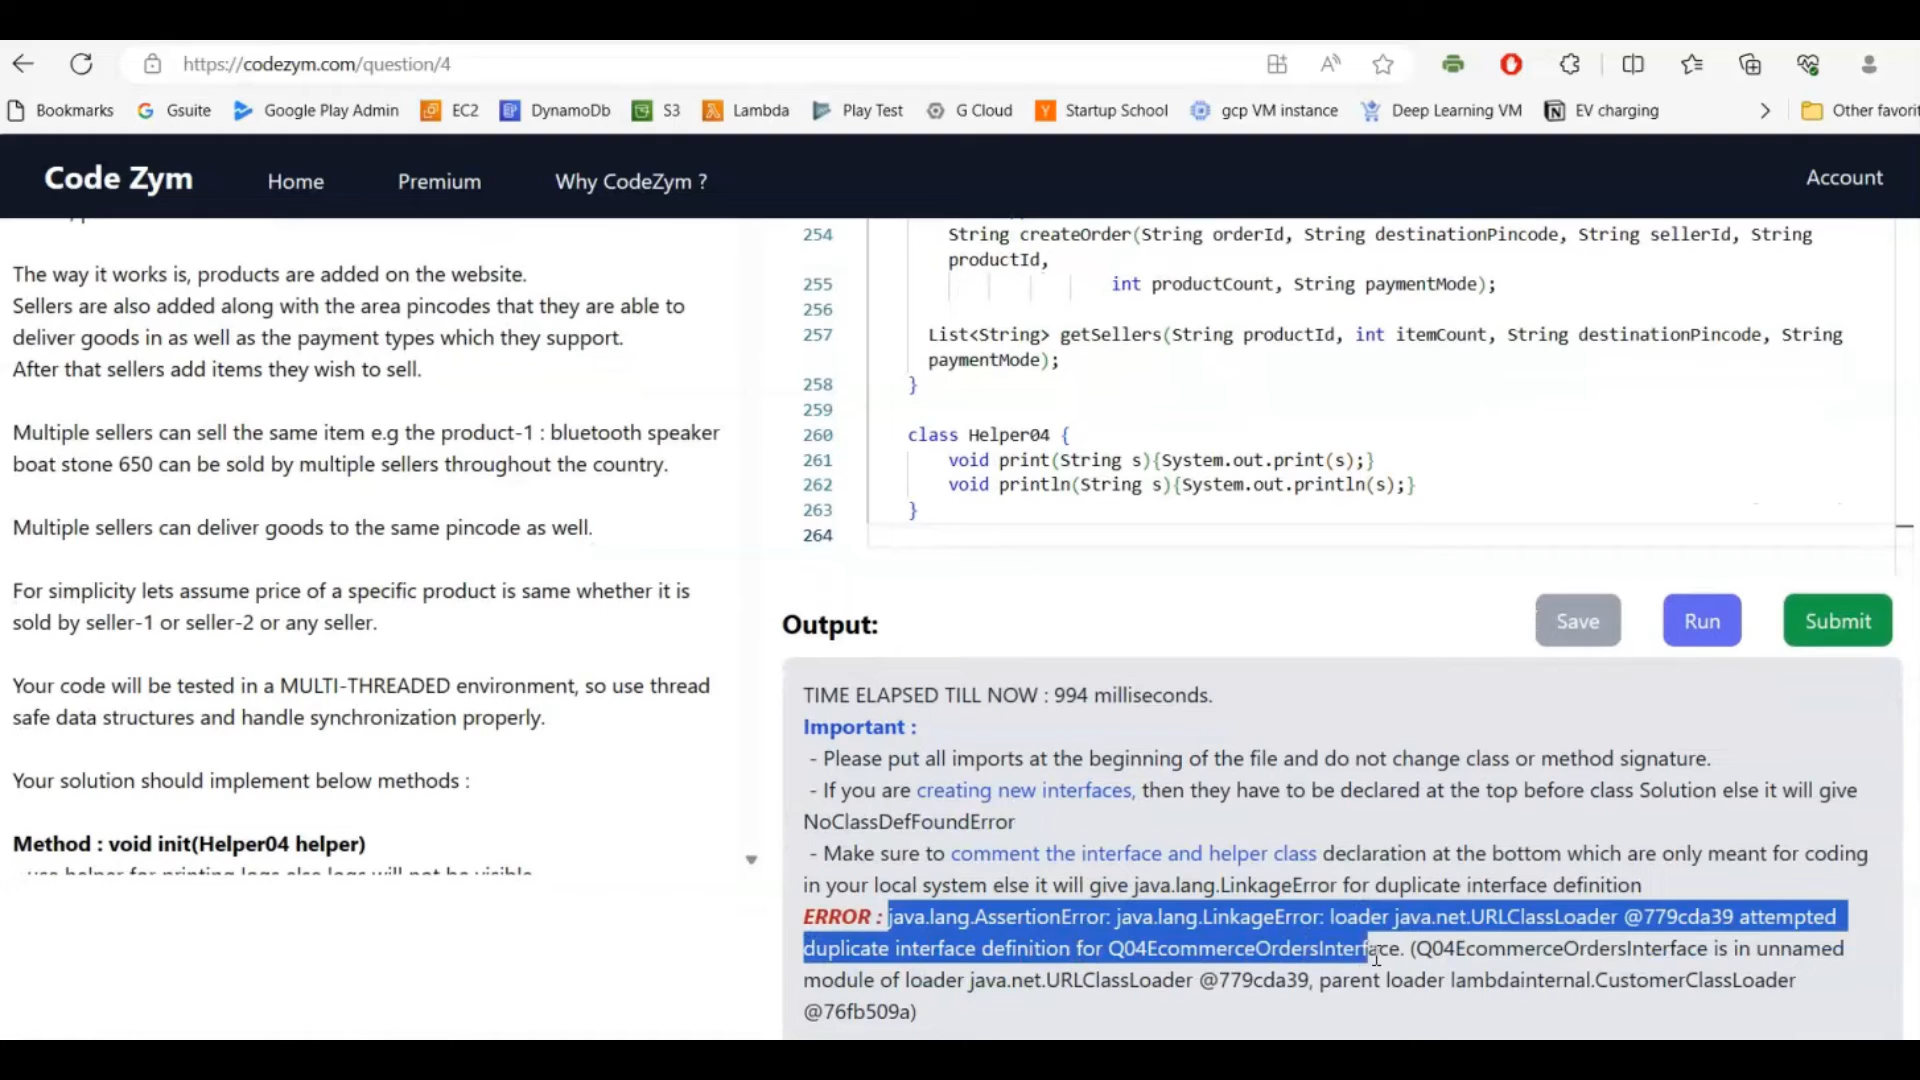 https://codezym.com/question/4
Bookmarks Gsuite Google Play Admin EC2 DynamoDb S3 Lambda Play Test G Cloud Startup School gcp VM instance Deep Learning VM EV charging Other favori
Code Zym Home Premium Why CodeZym ? Account
The way it works is, products are added on the website.
Sellers are also added along with the area pincodes that they are able to
deliver goods in as well as the payment types which they support.
After that sellers add items they wish to sell.
Multiple sellers can sell the same item e.g the product-1 : bluetooth speaker
boat stone 650 can be sold by multiple sellers throughout the country.
Multiple sellers can deliver goods to the same pincode as well.
For simplicity lets assume price of a specific product is same whether it is
sold by seller-1 or seller-2 or any seller.
Your code will be tested in a MULTI-THREADED environment, so use thread
safe data structures and handle synchronization properly.
Your solution should implement below methods :
Method : void init(Helper04 helper)
- use helper for printing logs else logs will not be visible
254 String createOrder(String orderId, String destinationPincode, String sellerId, String
productId,
255 int productCount, String paymentMode);
256
257 List<String> getSellers(String productId, int itemCount, String destinationPincode, String
paymentMode);
258 }
259
260 class Helper04 {
261 void print(String s){System.out.print(s);}
262 void println(String s){System.out.println(s);}
263 }
264
Output: Save Run Submit
TIME ELAPSED TILL NOW : 994 milliseconds.
Important :
- Please put all imports at the beginning of the file and do not change class or method signature.
- If you are creating new interfaces, then they have to be declared at the top before class Solution else it will give
NoClassDefFoundError
- Make sure to comment the interface and helper class declaration at the bottom which are only meant for coding
in your local system else it will give java.lang.LinkageError for duplicate interface definition
ERROR : java.lang.AssertionError: java.lang.LinkageError: loader java.net.URLClassLoader @779cda39 attempted
duplicate interface definition for Q04EcommerceOrdersInterface. (Q04EcommerceOrdersInterface is in unnamed
module of loader java.net.URLClassLoader @779cda39, parent loader lambdainternal.CustomerClassLoader
@76fb509a)